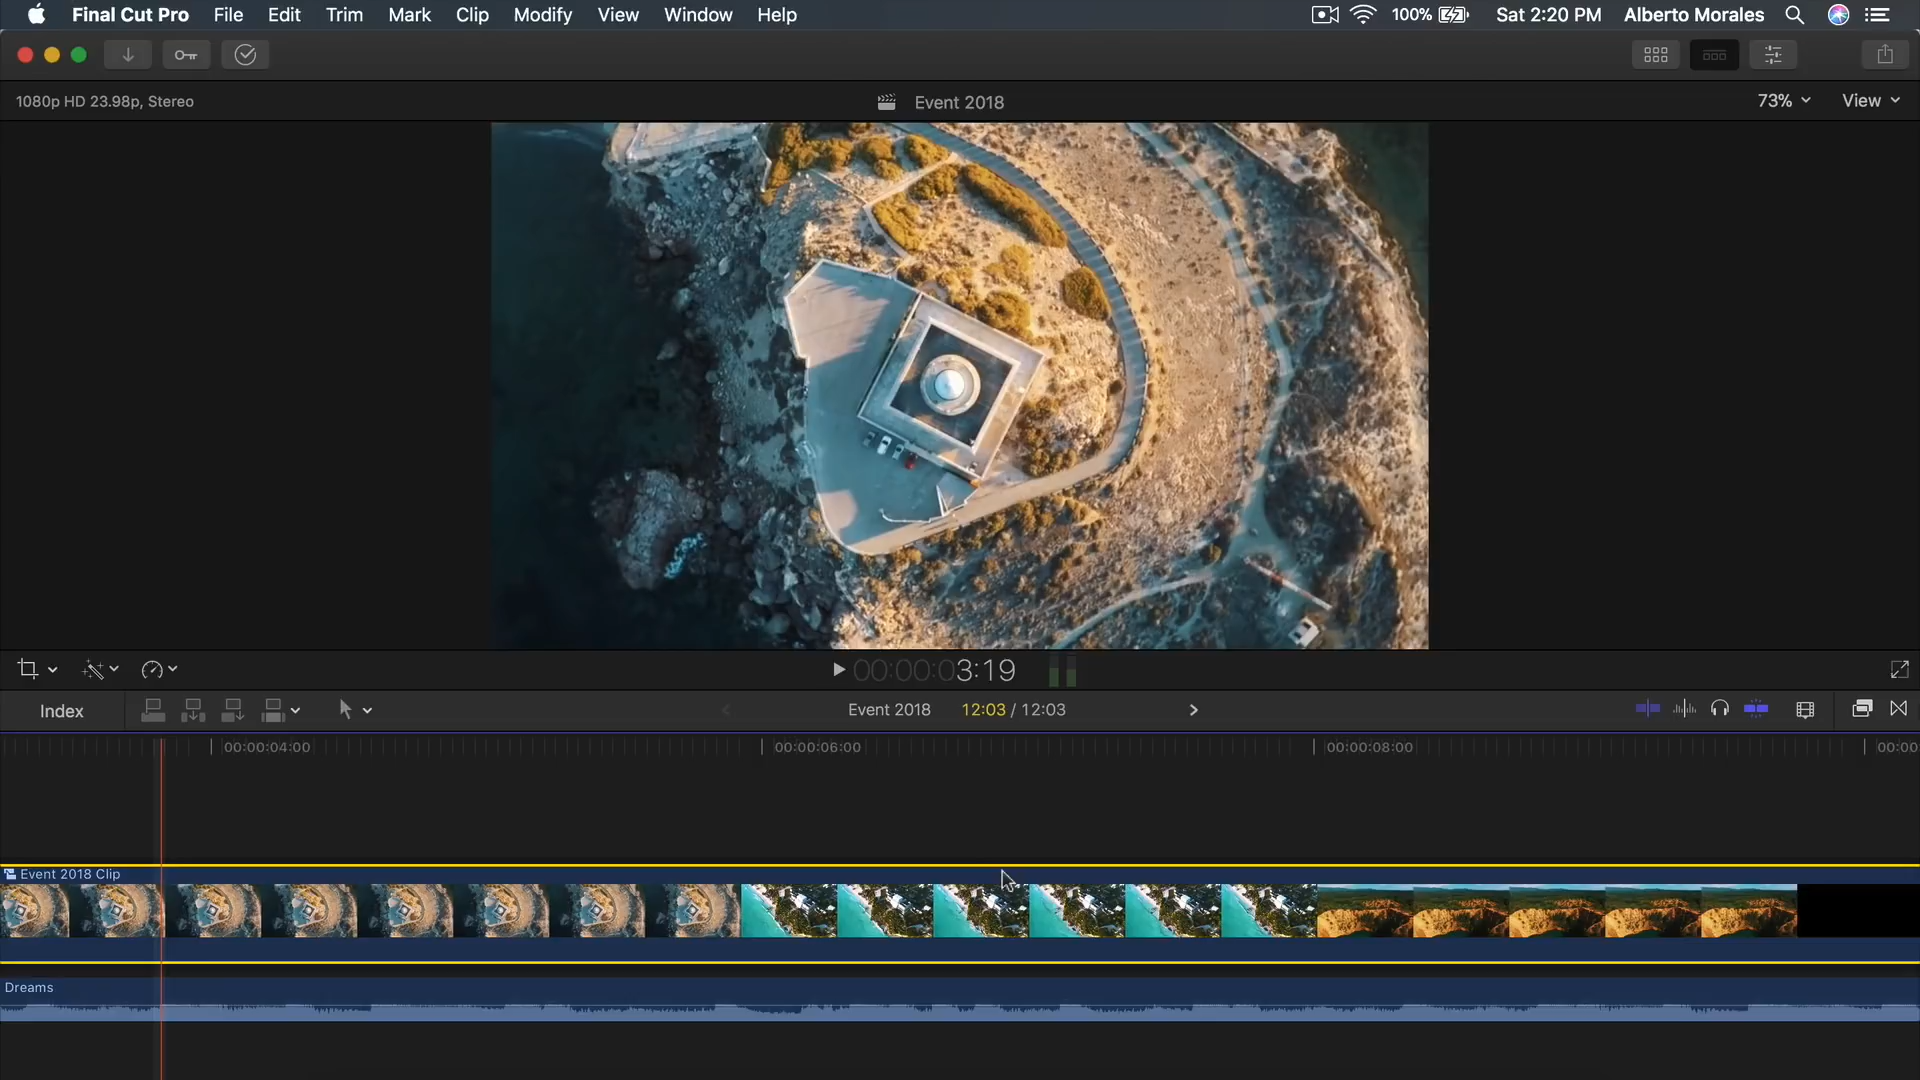 Final Cut Pro File Edit Trim Mark Clip Modify View Window Help 100% Sat 2:20 PM Alberto Morales
1080p HD 23.98p, Stereo Event 2018 73% View
00:00:03:19
Index Event 2018 12:03 / 12:03
00:00:04:00 00:00:06:00 00:00:08:00 00:00
Event 2018 Clip
Dreams